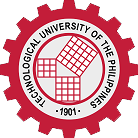 TECHNOLOGICAL UNIVERSITY OF THE PHILIPPINES
• 1901 •